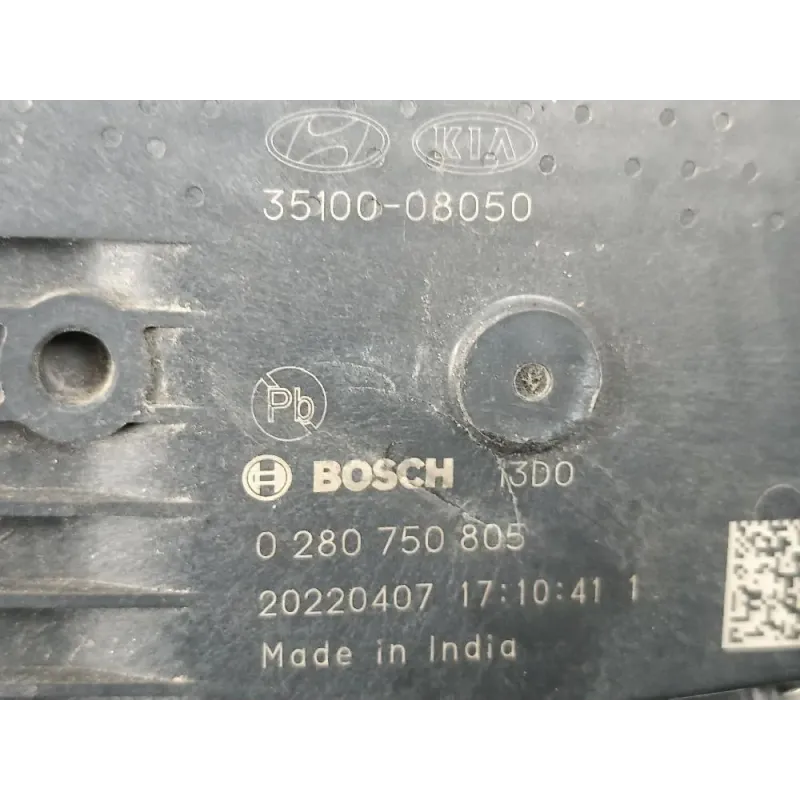 KIA
35100-08050
Pb
BOSCH 13D0
0 280 750 805
20220407 17:10:41 1
Made in India